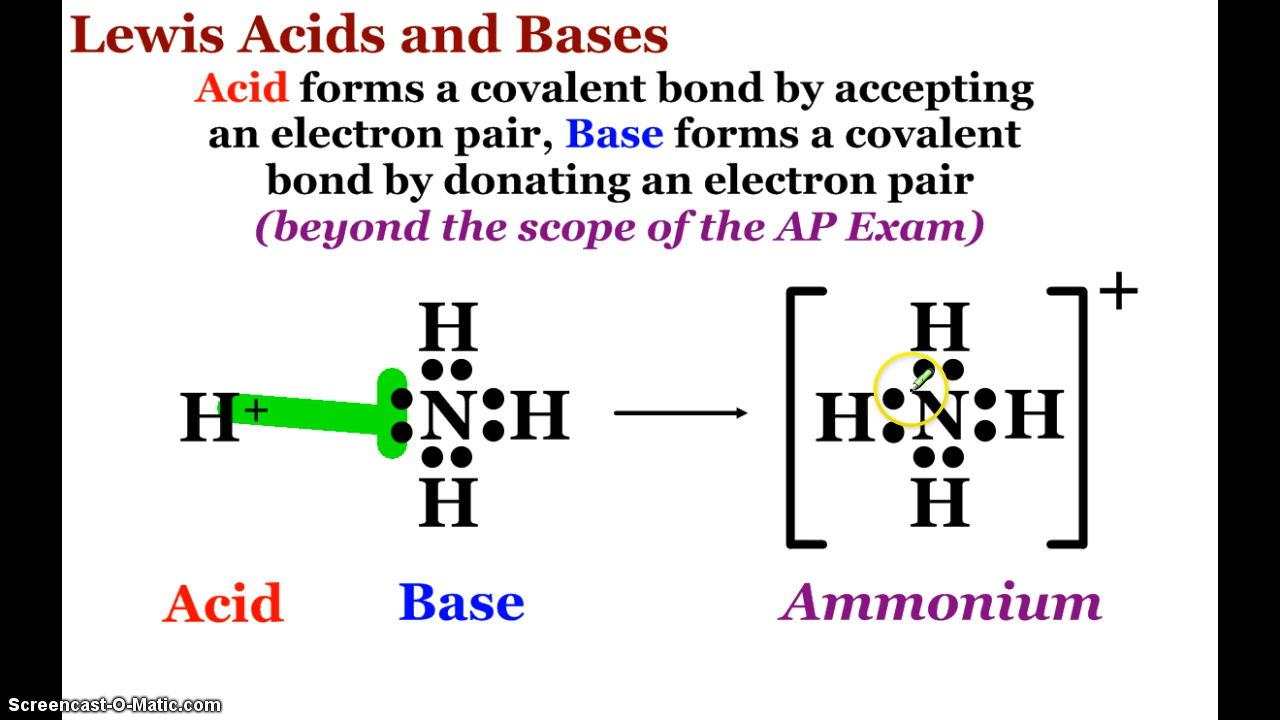 Lewis Acids and Bases
Acid forms a covalent bond by accepting
an electron pair, Base forms a covalent
bond by donating an electron pair
(beyond the scope of the AP Exam)
H H +
H+ :N:H H:N:H
H H
Acid Base Ammonium
Screencast-O-Matic.com